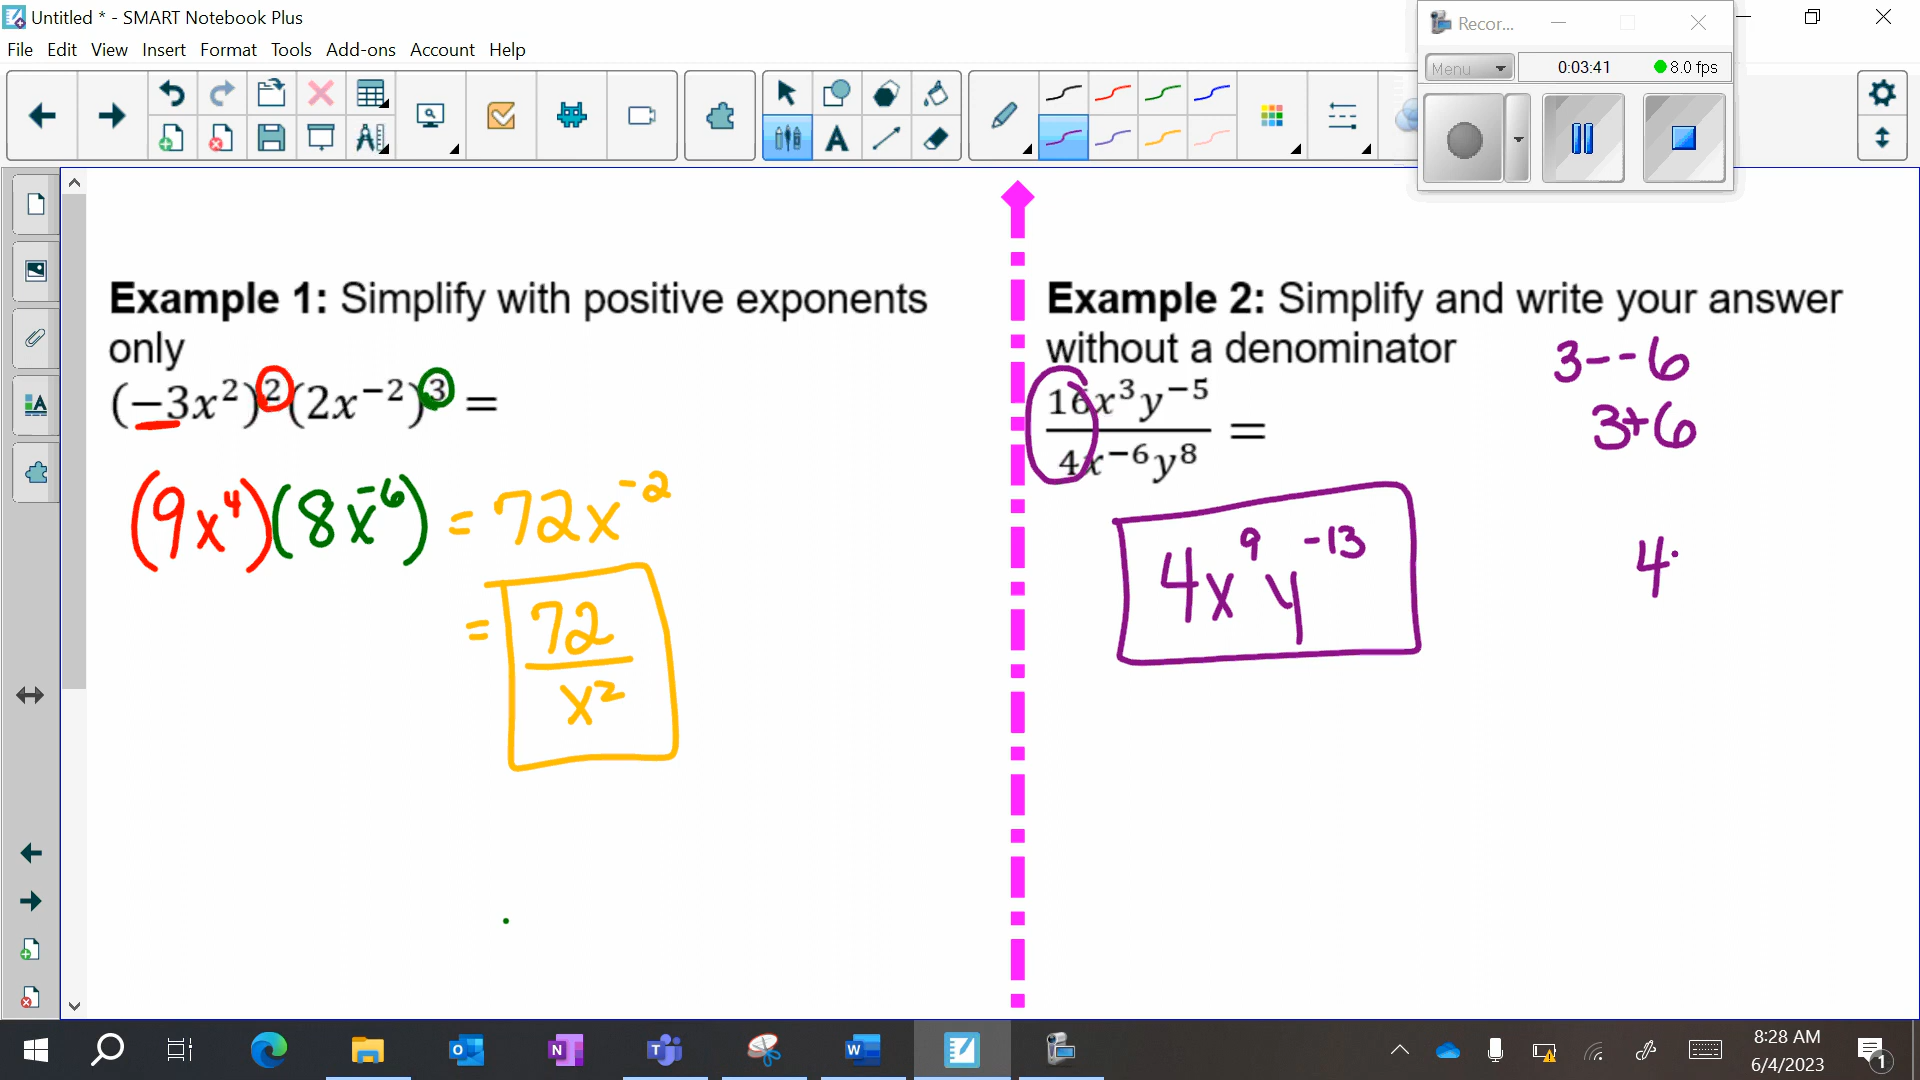 Untitled * - SMART Notebook Plus
File Edit View Insert Format Tools Add-ons Account Help
Recor...
Menu 0:03:41 8.0 fps
Example 1: Simplify with positive exponents
only
(−3x²)²(2x⁻²)³ =
(9x⁴)(8x⁻⁶) = 72x⁻²
= 72/x²
Example 2: Simplify and write your answer
without a denominator
16x³y⁻⁵/4x⁻⁶y⁸ =
3--6
3+6
4x⁹y⁻¹³
4·
8:28 AM
6/4/2023
1